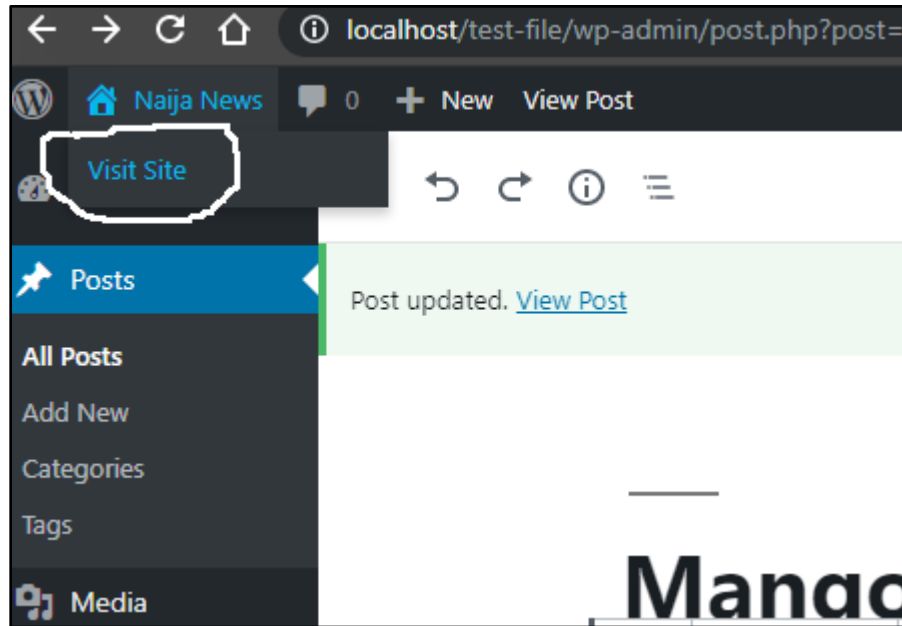 localhost/test-file/wp-admin/post.php?post=
Naija News 0 New View Post
Visit Site
Posts
Post updated. View Post
All Posts
Add New
Categories
Tags
Media